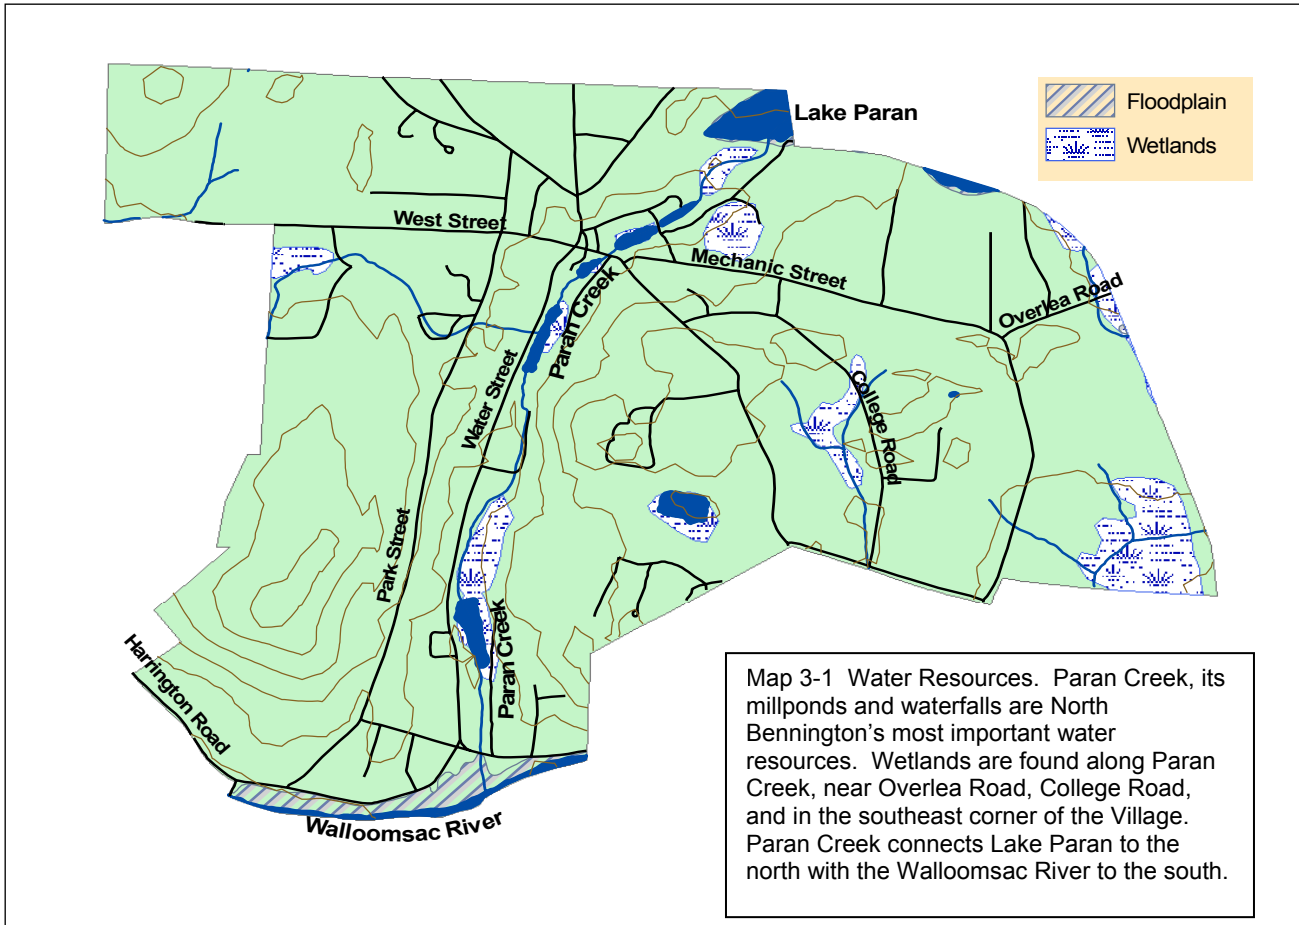 Lake Paran
Floodplain
Wetlands
West Street
Mechanic Street
Paran Creek
Overlea Road
Water Street
College Road
Park Street
Paran Creek
Harrington Road
Walloomsac River
Map 3-1 Water Resources. Paran Creek, its
millponds and waterfalls are North
Bennington's most important water
resources. Wetlands are found along Paran
Creek, near Overlea Road, College Road,
and in the southeast corner of the Village.
Paran Creek connects Lake Paran to the
north with the Walloomsac River to the south.